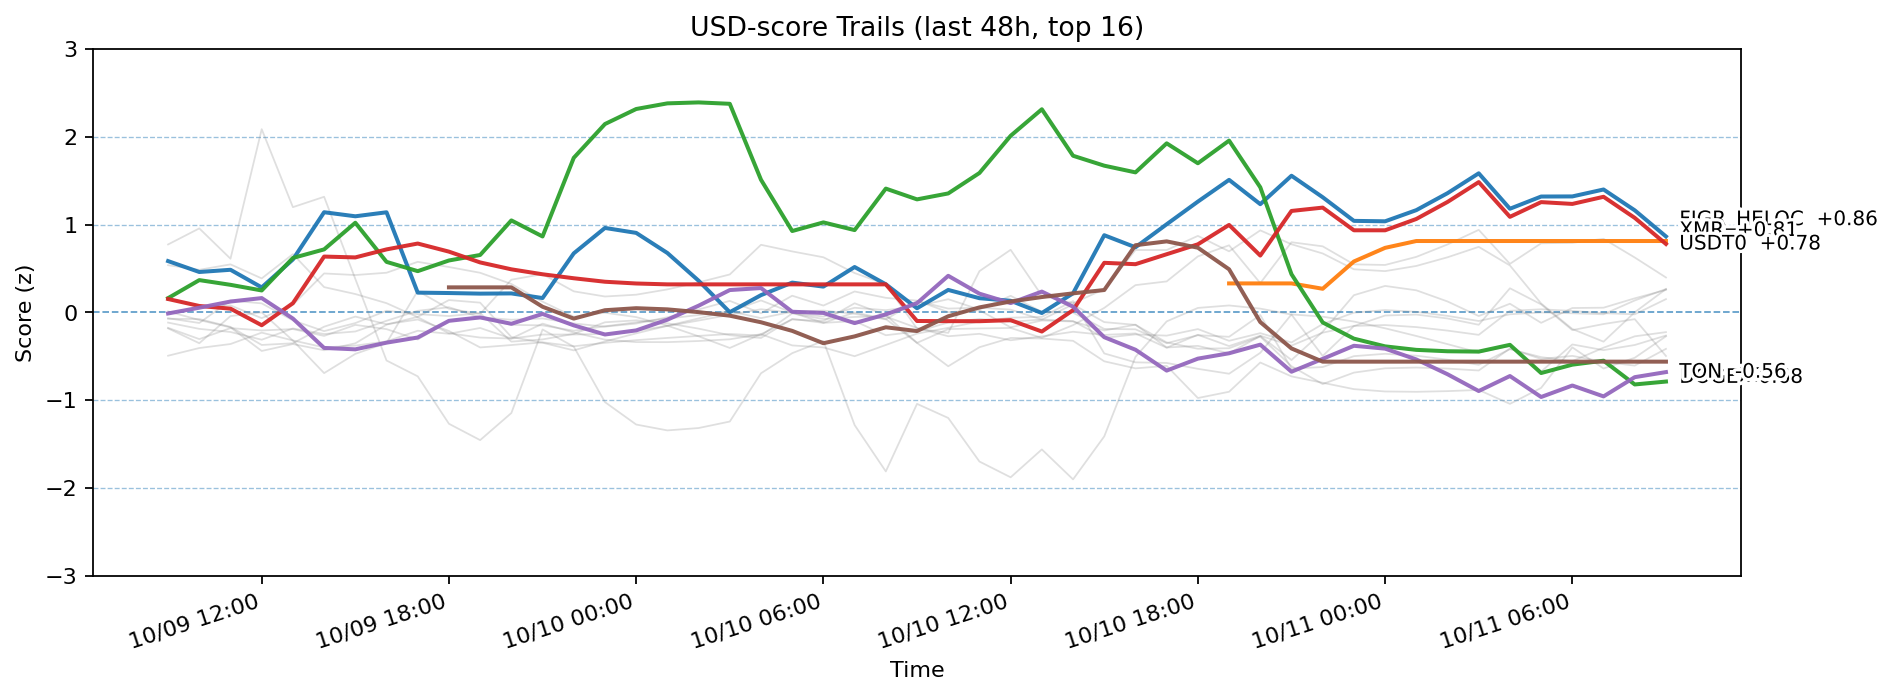 USD-score Trails (last 48h, top 16)
Score (z)
3
2
1
0
−1
−2
−3
FIGR_HELOC +0.86
XMR +0.81
USDT0 +0.78
TON -0.56
DOGE
10/09 12:00
10/09 18:00
10/10 00:00
10/10 06:00
10/10 12:00
10/10 18:00
10/11 00:00
10/11 06:00
Time